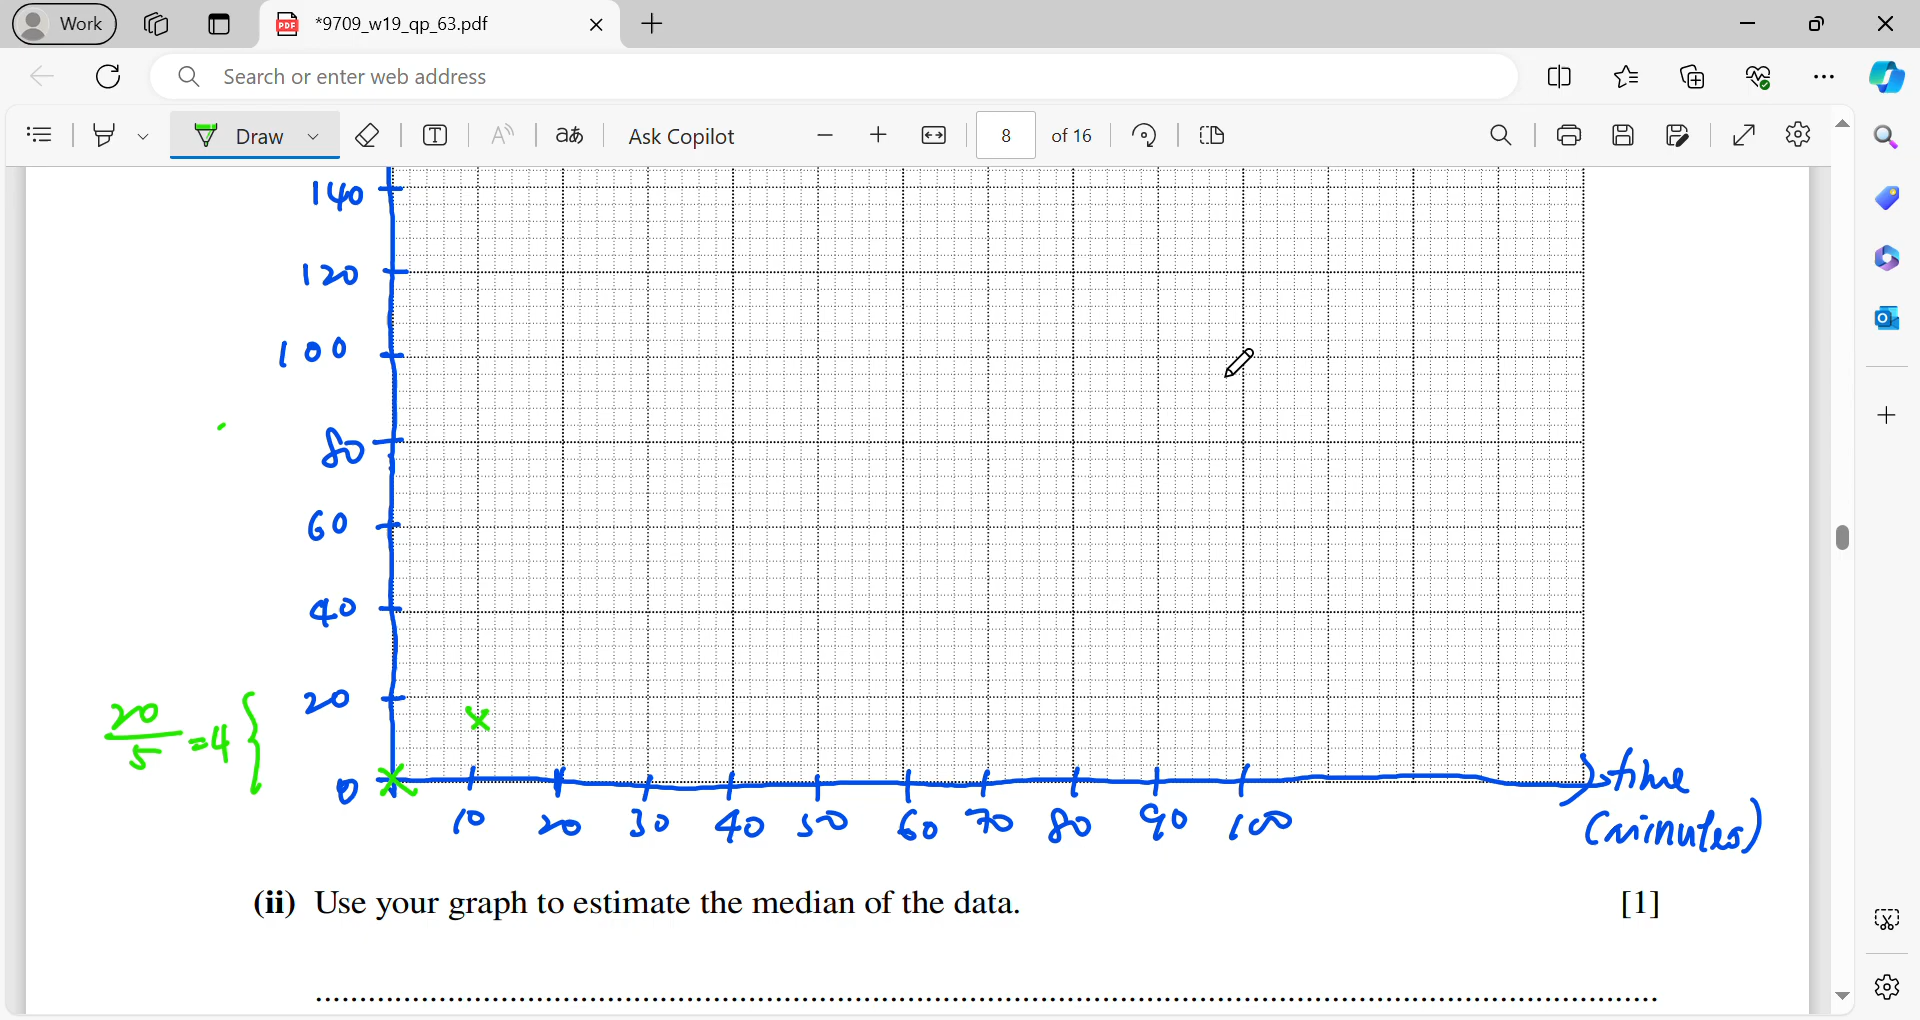 Work
*9709_w19_qp_63.pdf
Search or enter web address
Draw
T
A
aあ
Ask Copilot
8
of 16
140
120
100
80
60
40
20
20
5
=4
0
10 20 30 40 50 60 70 80 90 100
time
(minutes)
(ii) Use your graph to estimate the median of the data. [1]